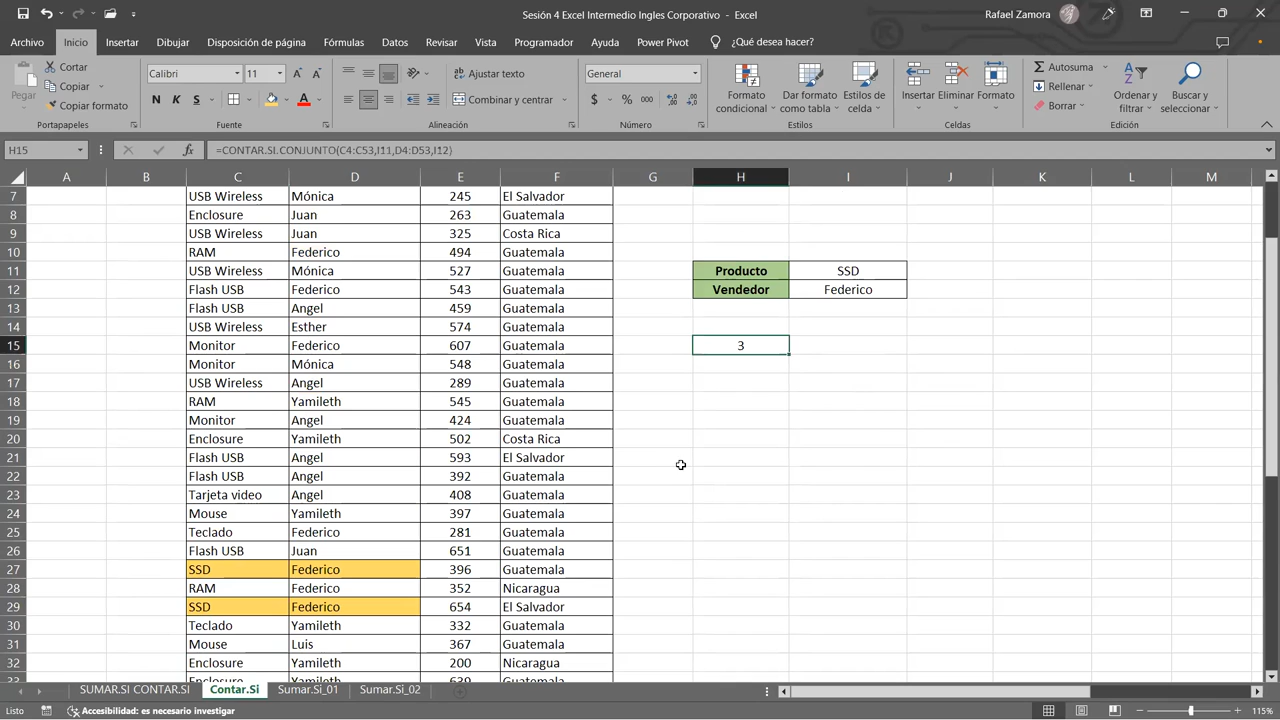 Sesión 4 Excel Intermedio Ingles Corporativo - Excel
Rafael Zamora
Archivo Inicio Insertar Dibujar Disposición de página Fórmulas Datos Revisar Vista Programador Ayuda Power Pivot ¿Qué desea hacer?
Pegar
Cortar
Copiar
Copiar formato
Portapapeles
Calibri 11
N K S
Fuente
Ajustar texto
Combinar y centrar
Alineación
General
$ % 000
Número
Formato condicional
Dar formato como tabla
Estilos de celda
Estilos
Insertar Eliminar Formato
Celdas
Autosuma
Rellenar
Borrar
Ordenar y filtrar
Buscar y seleccionar
Edición
H15 fx =CONTAR.SI.CONJUNTO(C4:C53,I11,D4:D53,I12)
A B C D E F G H I J K L M
7 USB Wireless Mónica 245 El Salvador
8 Enclosure Juan 263 Guatemala
9 USB Wireless Juan 325 Costa Rica
10 RAM Federico 494 Guatemala
11 USB Wireless Mónica 527 Guatemala Producto SSD
12 Flash USB Federico 543 Guatemala Vendedor Federico
13 Flash USB Angel 459 Guatemala
14 USB Wireless Esther 574 Guatemala
15 Monitor Federico 607 Guatemala 3
16 Monitor Mónica 548 Guatemala
17 USB Wireless Angel 289 Guatemala
18 RAM Yamileth 545 Guatemala
19 Monitor Angel 424 Guatemala
20 Enclosure Yamileth 502 Costa Rica
21 Flash USB Angel 593 El Salvador
22 Flash USB Angel 392 Guatemala
23 Tarjeta video Angel 408 Guatemala
24 Mouse Yamileth 397 Guatemala
25 Teclado Federico 281 Guatemala
26 Flash USB Juan 651 Guatemala
27 SSD Federico 396 Guatemala
28 RAM Federico 352 Nicaragua
29 SSD Federico 654 El Salvador
30 Teclado Yamileth 332 Guatemala
31 Mouse Luis 367 Guatemala
32 Enclosure Yamileth 200 Nicaragua
SUMAR.SI CONTAR.SI Contar.Si Sumar.Si_01 Sumar.Si_02
Listo Accesibilidad: es necesario investigar 115%